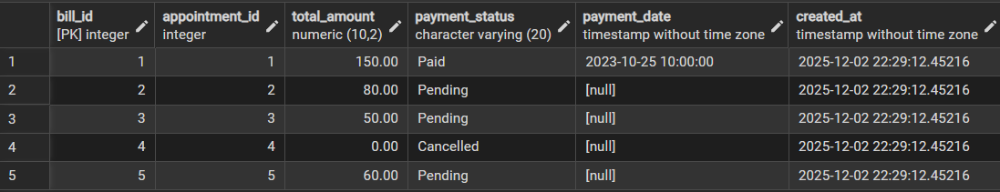 bill_id appointment_id total_amount payment_status payment_date created_at
[PK] integer integer numeric (10,2) character varying (20) timestamp without time zone timestamp without time zone
1 1 1 150.00 Paid 2023-10-25 10:00:00 2025-12-02 22:29:12.45216
2 2 2 80.00 Pending [null] 2025-12-02 22:29:12.45216
3 3 3 50.00 Pending [null] 2025-12-02 22:29:12.45216
4 4 4 0.00 Cancelled [null] 2025-12-02 22:29:12.45216
5 5 5 60.00 Pending [null] 2025-12-02 22:29:12.45216